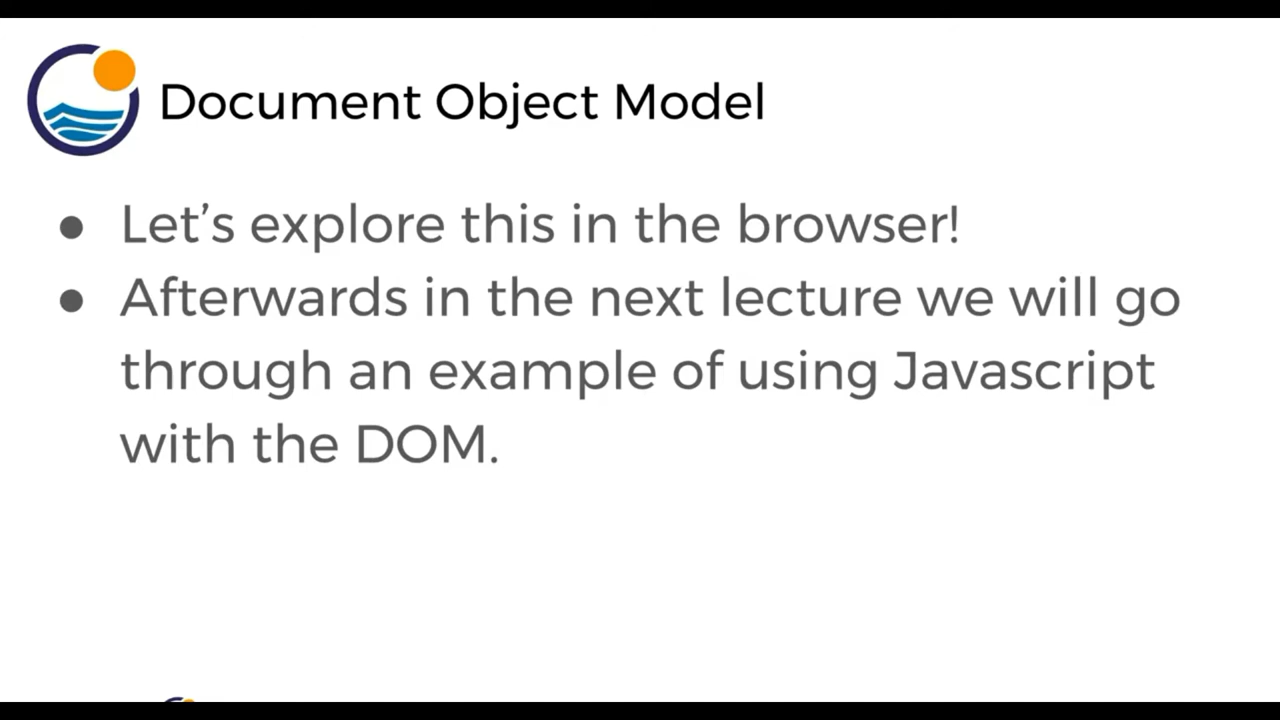 Document Object Model
● Let’s explore this in the browser!
● Afterwards in the next lecture we will go
through an example of using Javascript
with the DOM.